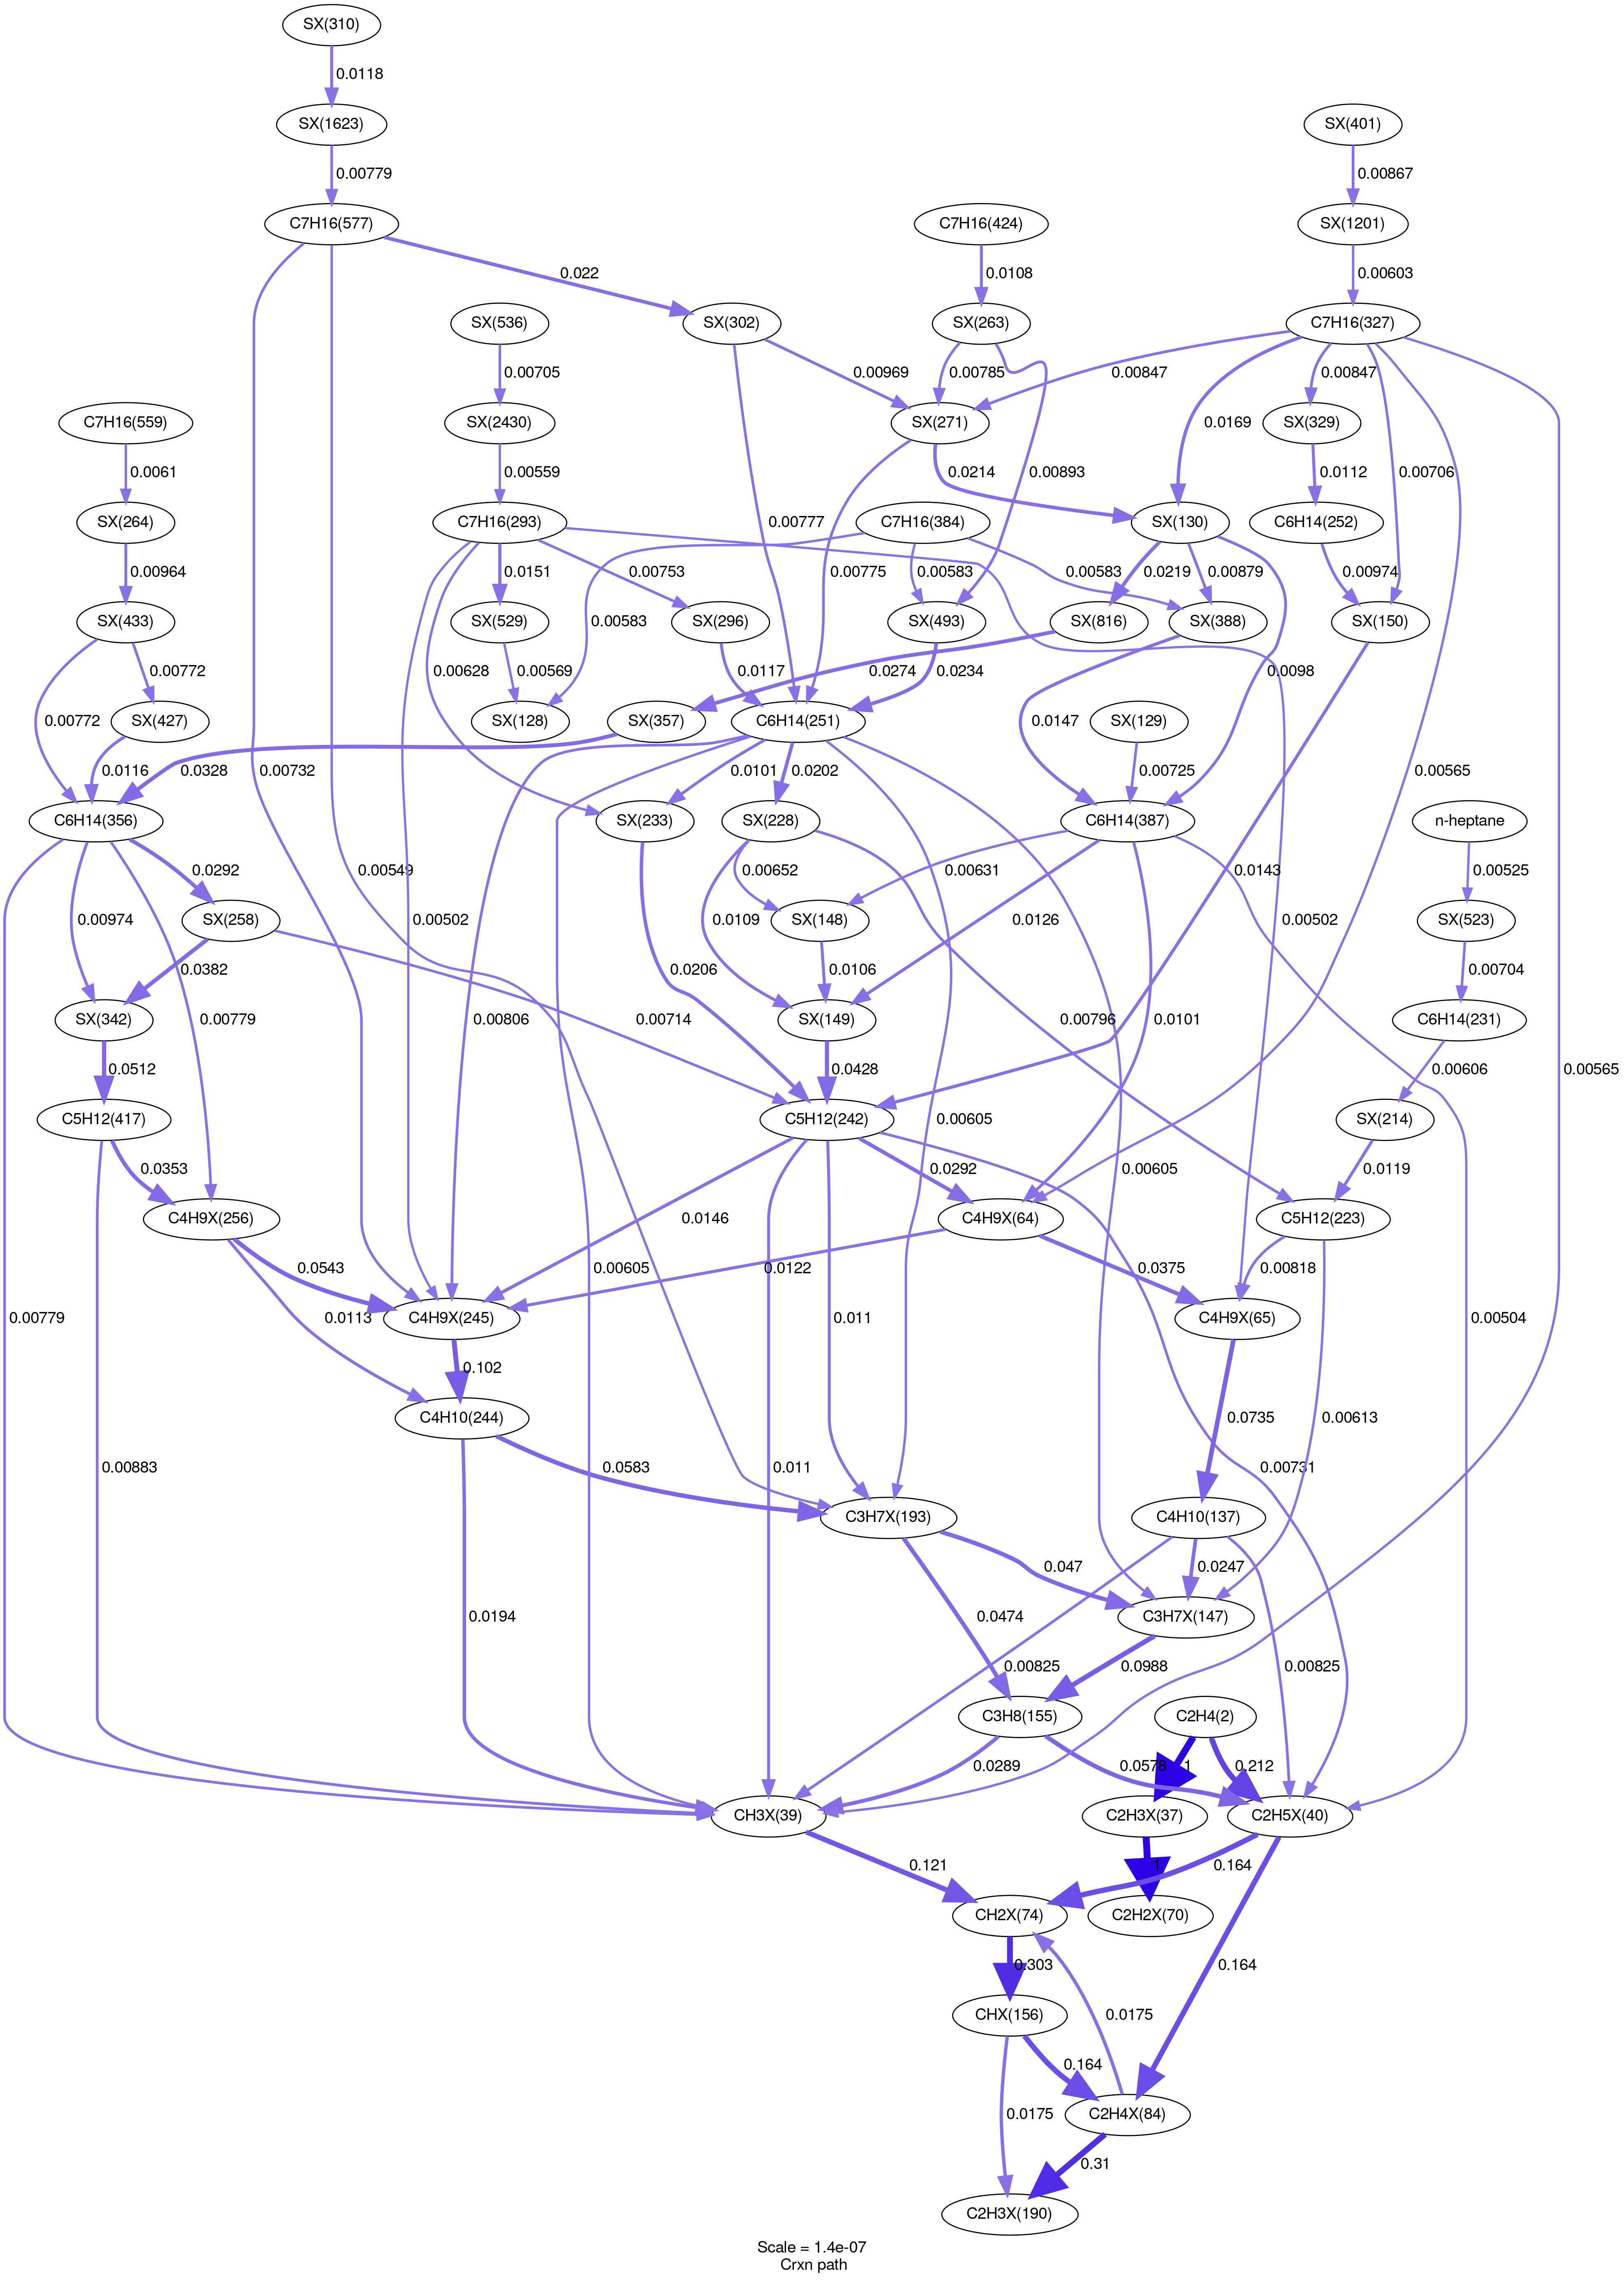 SX(310)
0.0118
SX(1623)
SX(401)
0.00779
0.00867
C7H16(577)
C7H16(424)
SX(1201)
0.022
0.0108
0.00603
SX(536)
SX(302)
SX(263)
C7H16(327)
0.00705
0.00969
0.00785
0.00847
0.00847
C7H16(559)
SX(2430)
SX(271)
SX(329)
0.0169
0.0061
0.00559
0.0214
0.00893
0.0112
0.00706
SX(264)
C7H16(293)
0.00777
C7H16(384)
SX(130)
C6H14(252)
0.00964
0.0151
0.00753
0.00775
0.00583
0.00583
0.0219
0.00879
0.00974
SX(433)
SX(529)
0.00583
SX(296)
SX(493)
SX(816)
SX(388)
SX(150)
0.00772
0.00772
0.00628
0.00569
0.0117
0.0274
0.0234
0.0098
SX(427)
SX(128)
SX(357)
C6H14(251)
0.0147
SX(129)
0.0116
0.0328
0.00732
0.0101
0.0202
0.00725
0.00565
C6H14(356)
SX(233)
SX(228)
C6H14(387)
n-heptane
0.0292
0.00549
0.00652
0.00631
0.0143
0.00525
0.00974
SX(258)
0.00502
0.0109
SX(148)
0.0126
0.00502
SX(523)
0.0382
0.0206
0.0106
0.00704
SX(342)
0.00779
0.00806
0.00714
SX(149)
0.00796
0.0101
C6H14(231)
0.0512
0.0428
0.00606
0.00565
C5H12(417)
C5H12(242)
0.00605
SX(214)
0.0353
0.0292
0.00605
0.0119
C4H9X(256)
0.0146
C4H9X(64)
C5H12(223)
0.0543
0.00605
0.0122
0.0375
0.00818
0.00779
0.0113
C4H9X(245)
0.011
C4H9X(65)
0.00504
0.102
C4H10(244)
0.0735
0.00613
0.00883
0.0583
0.011
0.00731
C3H7X(193)
C4H10(137)
0.047
0.0247
0.0194
0.0474
C3H7X(147)
0.00825
0.0988
0.00825
C3H8(155)
C2H4(2)
0.0289
0.0578
1
0.212
CH3X(39)
C2H3X(37)
C2H5X(40)
0.121
1
0.164
CH2X(74)
C2H2X(70)
0.303
0.164
CHX(156)
0.0175
0.164
0.0175
C2H4X(84)
0.31
C2H3X(190)
Scale = 1.4e-07
Crxn path